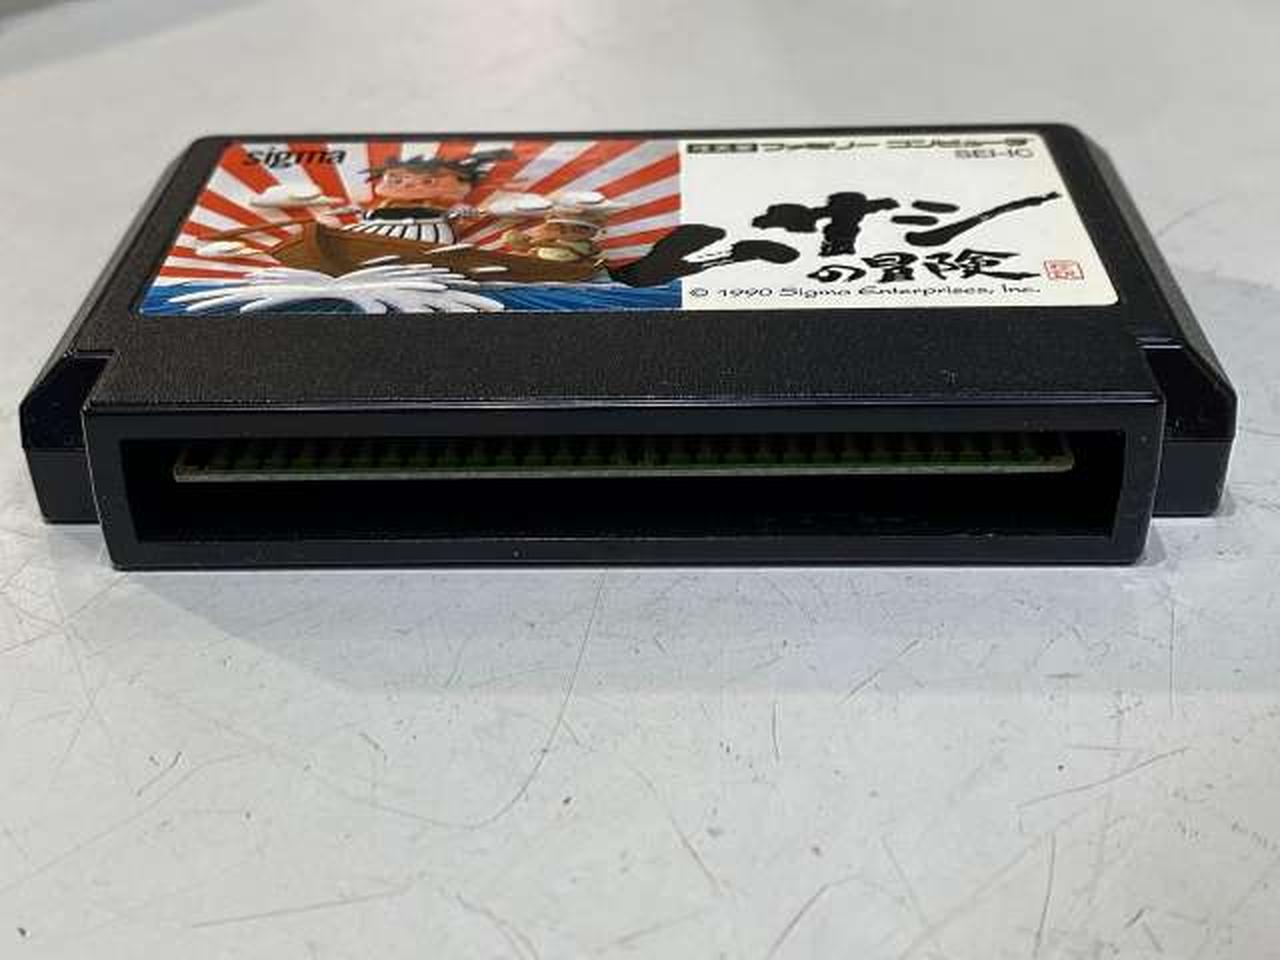 sigma
ファミリー コンピュータ
SEI-IC
ムサシ
の冒険
© 1990 Sigma Enterprises, Inc.